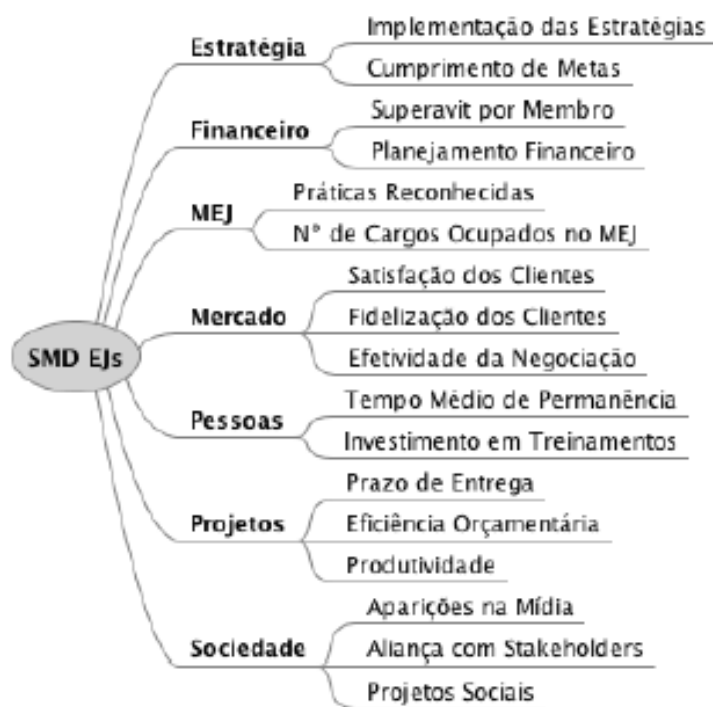 SMD EJs
Estratégia
Implementação das Estratégias
Cumprimento de Metas
Financeiro
Superavit por Membro
Planejamento Financeiro
MEJ
Práticas Reconhecidas
N° de Cargos Ocupados no MEJ
Mercado
Satisfação dos Clientes
Fidelização dos Clientes
Efetividade da Negociação
Pessoas
Tempo Médio de Permanência
Investimento em Treinamentos
Projetos
Prazo de Entrega
Eficiência Orçamentária
Produtividade
Sociedade
Aparições na Mídia
Aliança com Stakeholders
Projetos Sociais